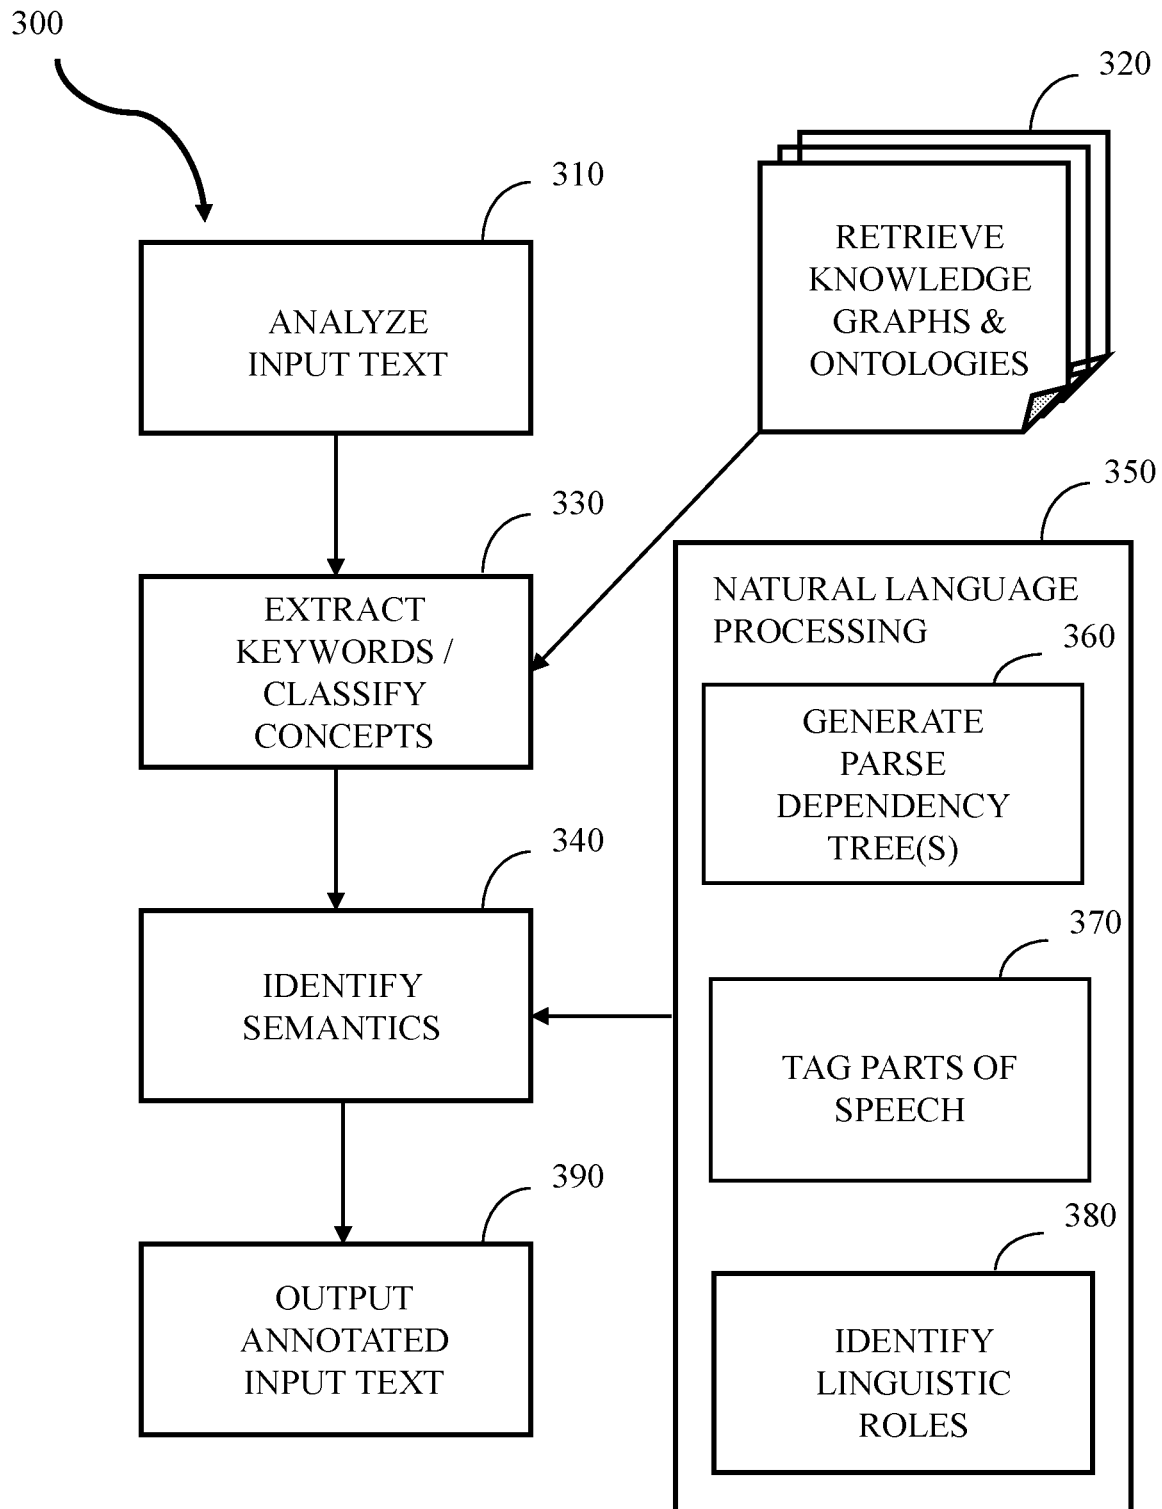 300
320
310
RETRIEVE
KNOWLEDGE
GRAPHS &
ONTOLOGIES
ANALYZE
INPUT TEXT
350
330
NATURAL LANGUAGE
PROCESSING
EXTRACT
KEYWORDS /
CLASSIFY
CONCEPTS
360
GENERATE
PARSE
DEPENDENCY
TREE(S)
340
IDENTIFY
SEMANTICS
370
TAG PARTS OF
SPEECH
390
OUTPUT
ANNOTATED
INPUT TEXT
380
IDENTIFY
LINGUISTIC
ROLES